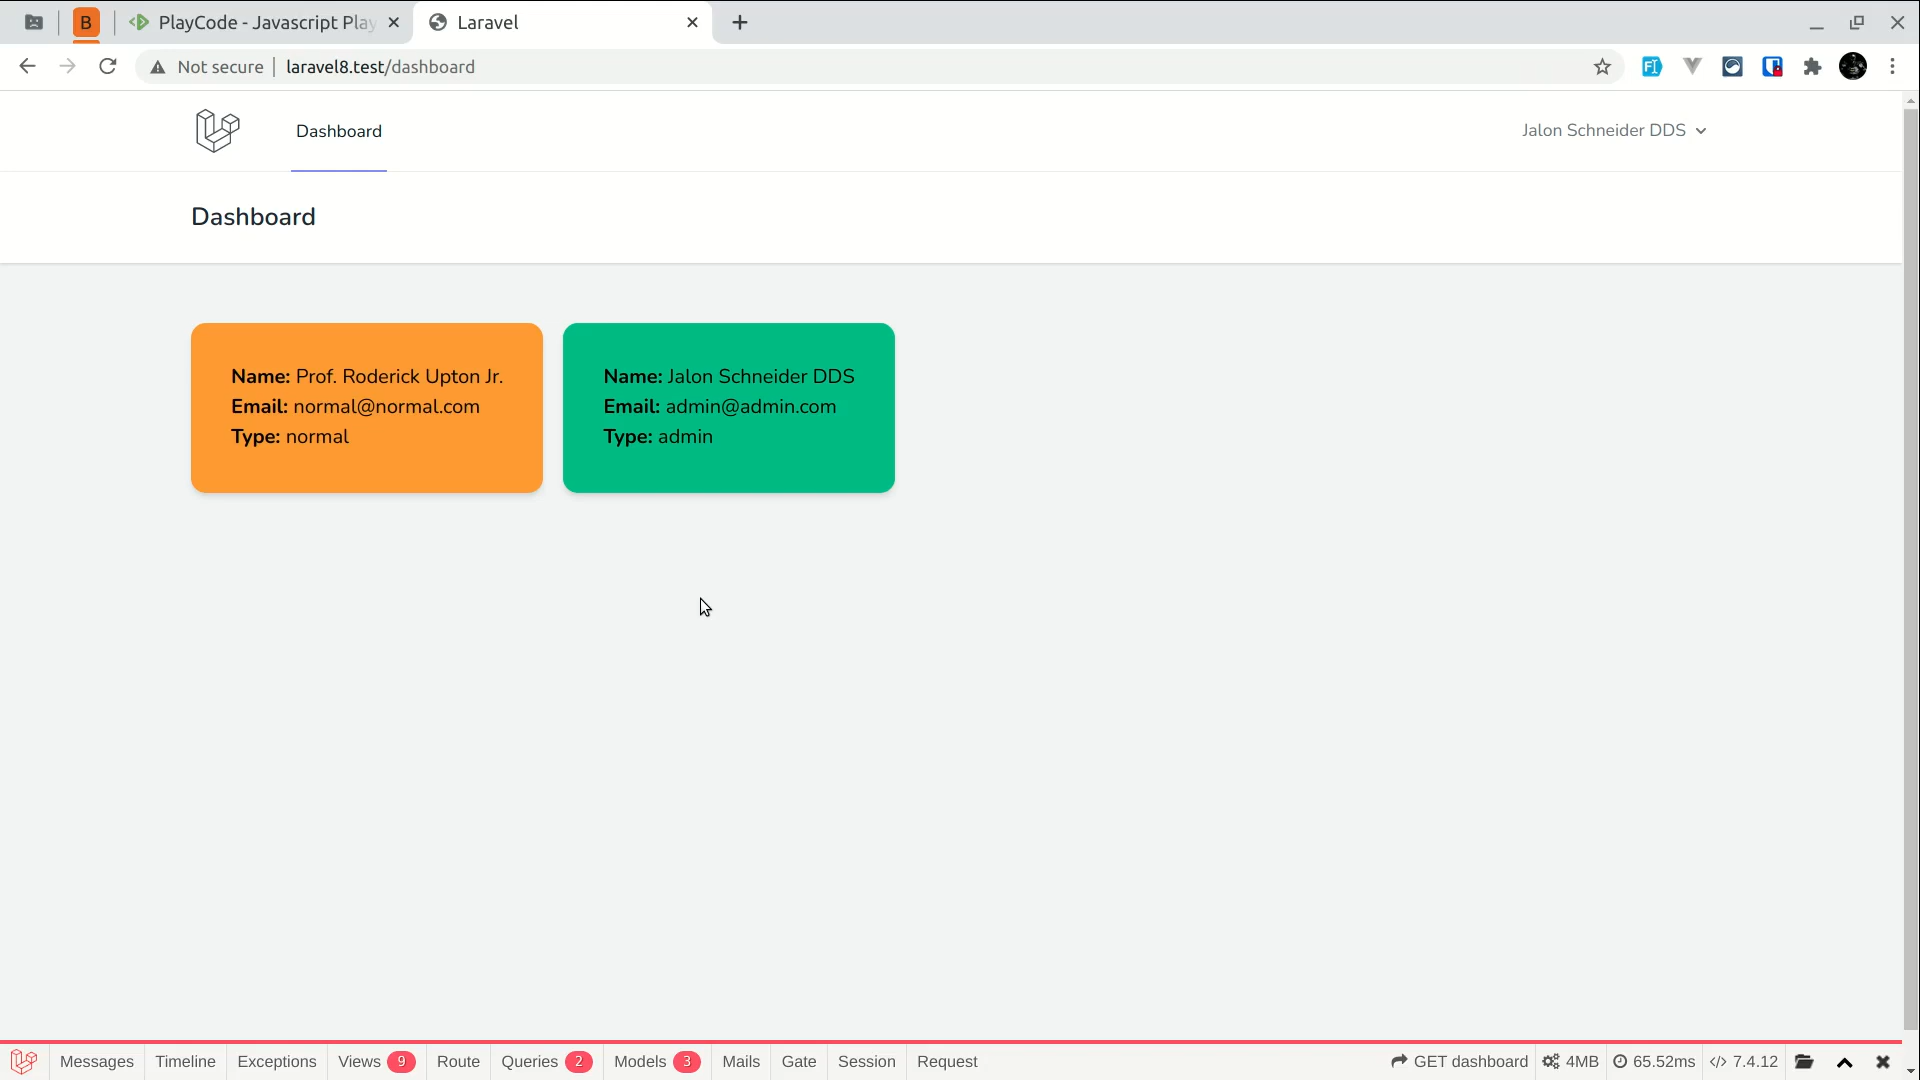 B
PlayCode - Javascript Play
Laravel
Not secure
laravel8.test/dashboard
Dashboard
Jalon Schneider DDS
Dashboard
Name: Prof. Roderick Upton Jr.
Email: normal@normal.com
Type: normal
Name: Jalon Schneider DDS
Email: admin@admin.com
Type: admin
Messages
Timeline
Exceptions
Views 9
Route
Queries 2
Models 3
Mails
Gate
Session
Request
GET dashboard
4MB
65.52ms
7.4.12